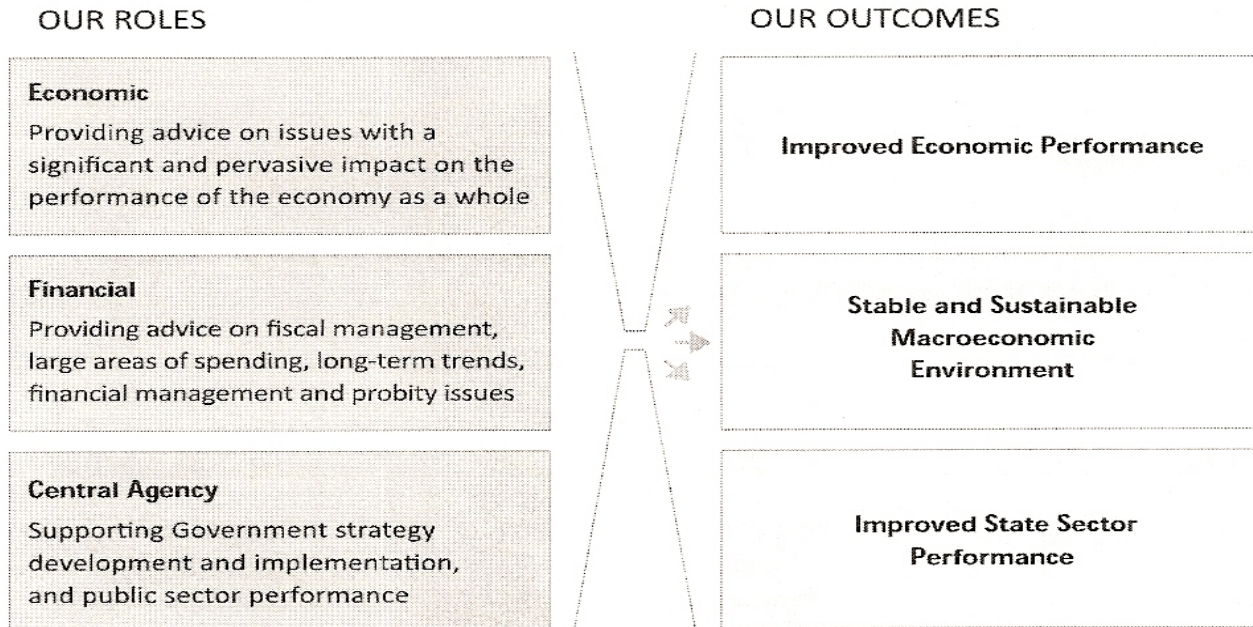 OUR ROLES
Economic
Providing advice on issues with a
significant and pervasive impact on the
performance of the economy as a whole
Financial
Providing advice on fiscal management,
large areas of spending, long-term trends,
financial management and probity issues
Central Agency
Supporting Government strategy
development and implementation,
and public sector performance
OUR OUTCOMES
Improved Economic Performance
Stable and Sustainable
Macroeconomic
Environment
Improved State Sector
Performance